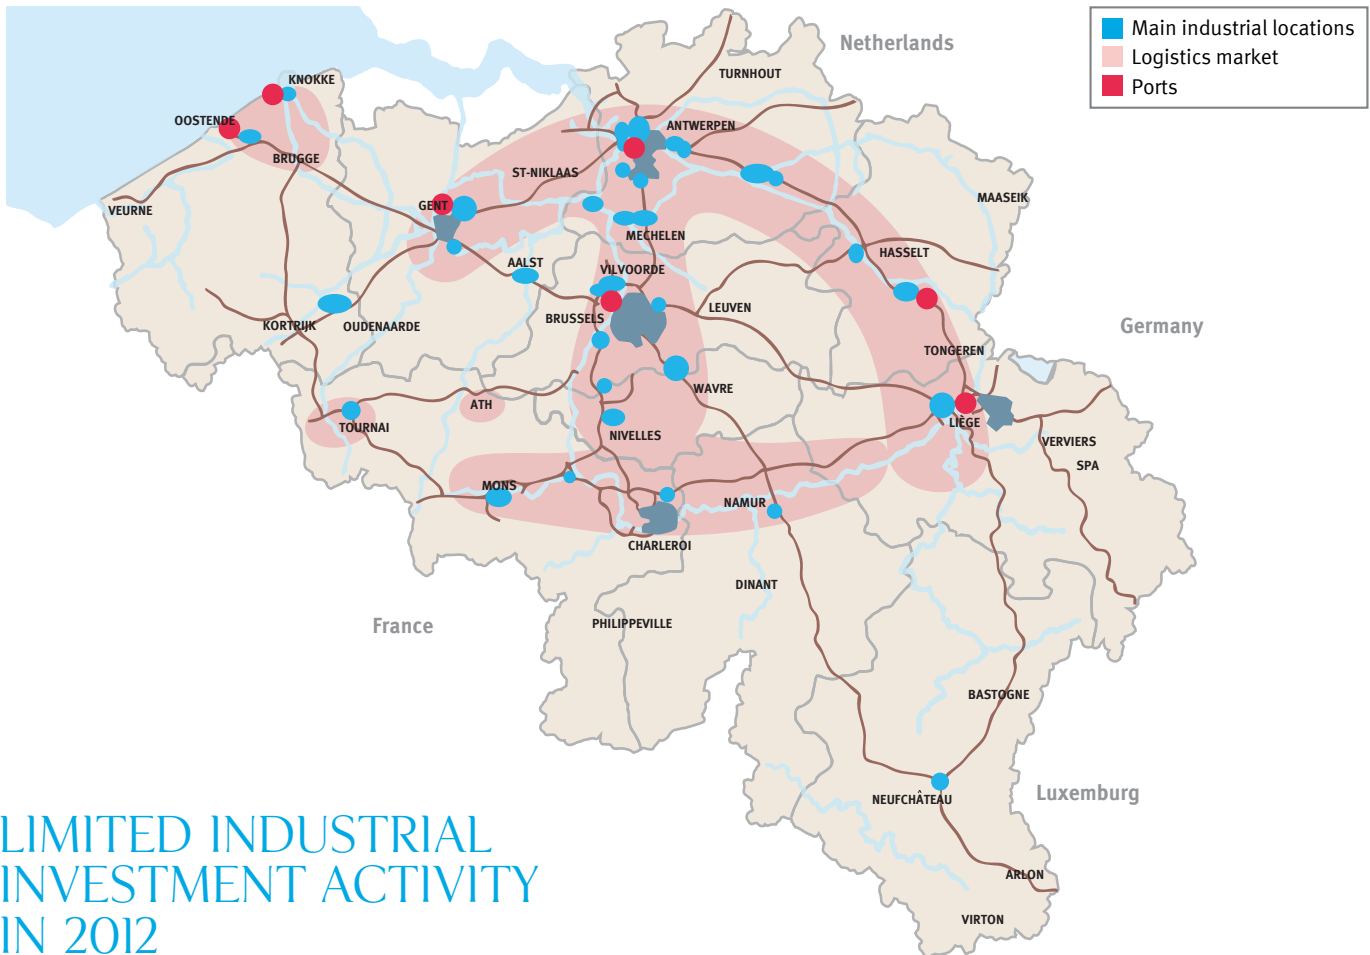 Main industrial locations
Logistics market
Ports
Netherlands
TURNHOUT
KNOKKE
OOSTENDE
ANTWERPEN
BRUGGE
ST-NIKLAAS
MAASEIK
VEURNE
GENT
MECHELEN
HASSELT
AALST
VILVOORDE
LEUVEN
BRUSSELS
KORTRIJK
OUDENAARDE
Germany
TONGEREN
WAVRE
ATH
TOURNAI
LIÈGE
NIVELLES
VERVIERS
SPA
MONS
NAMUR
CHARLEROI
DINANT
France
PHILIPPEVILLE
BASTOGNE
Luxemburg
NEUFCHÂTEAU
ARLON
VIRTON
LIMITED INDUSTRIAL
INVESTMENT ACTIVITY
IN 2012